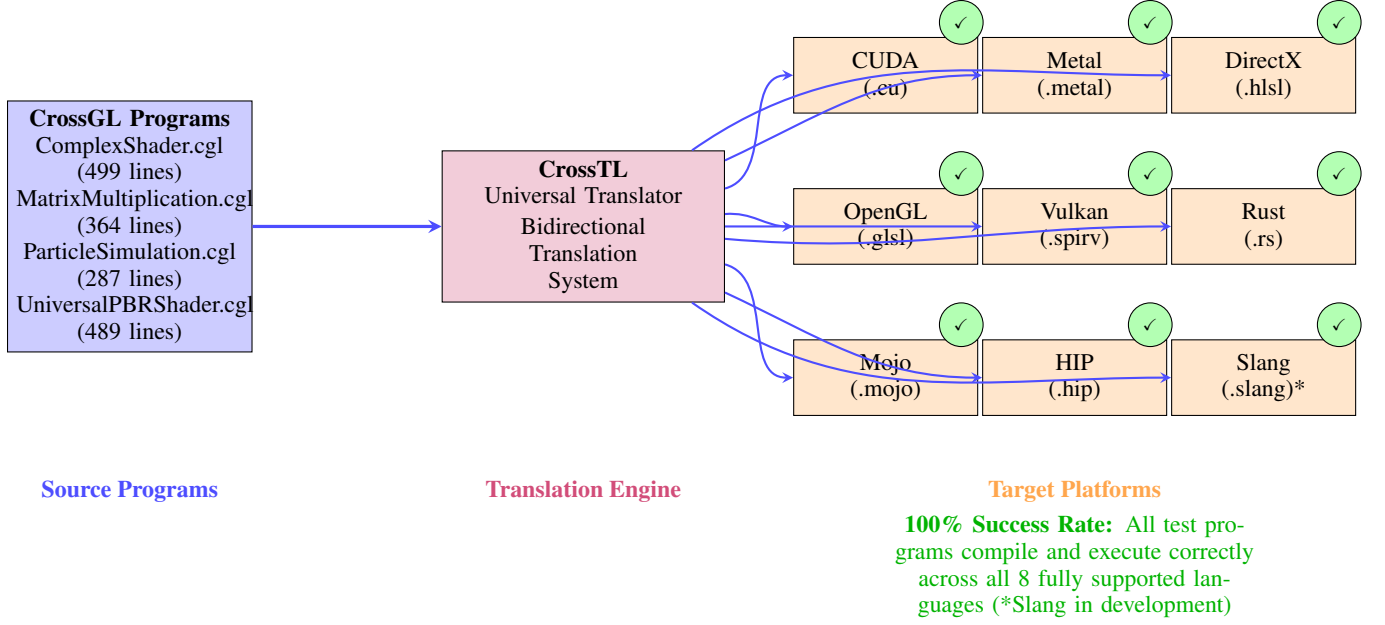 CrossGL Programs
ComplexShader.cgl
(499 lines)
MatrixMultiplication.cgl
(364 lines)
ParticleSimulation.cgl
(287 lines)
UniversalPBRShader.cgl
(489 lines)
CrossTL
Universal Translator
Bidirectional
Translation
System
✓
✓
✓
CUDA
(.cu)
Metal
(.metal)
DirectX
(.hlsl)
✓
✓
✓
OpenGL
(.glsl)
Vulkan
(.spirv)
Rust
(.rs)
✓
✓
✓
Mojo
(.mojo)
HIP
(.hip)
Slang
(.slang)*
Source Programs
Translation Engine
Target Platforms
100% Success Rate: All test pro-
grams compile and execute correctly
across all 8 fully supported lan-
guages (*Slang in development)